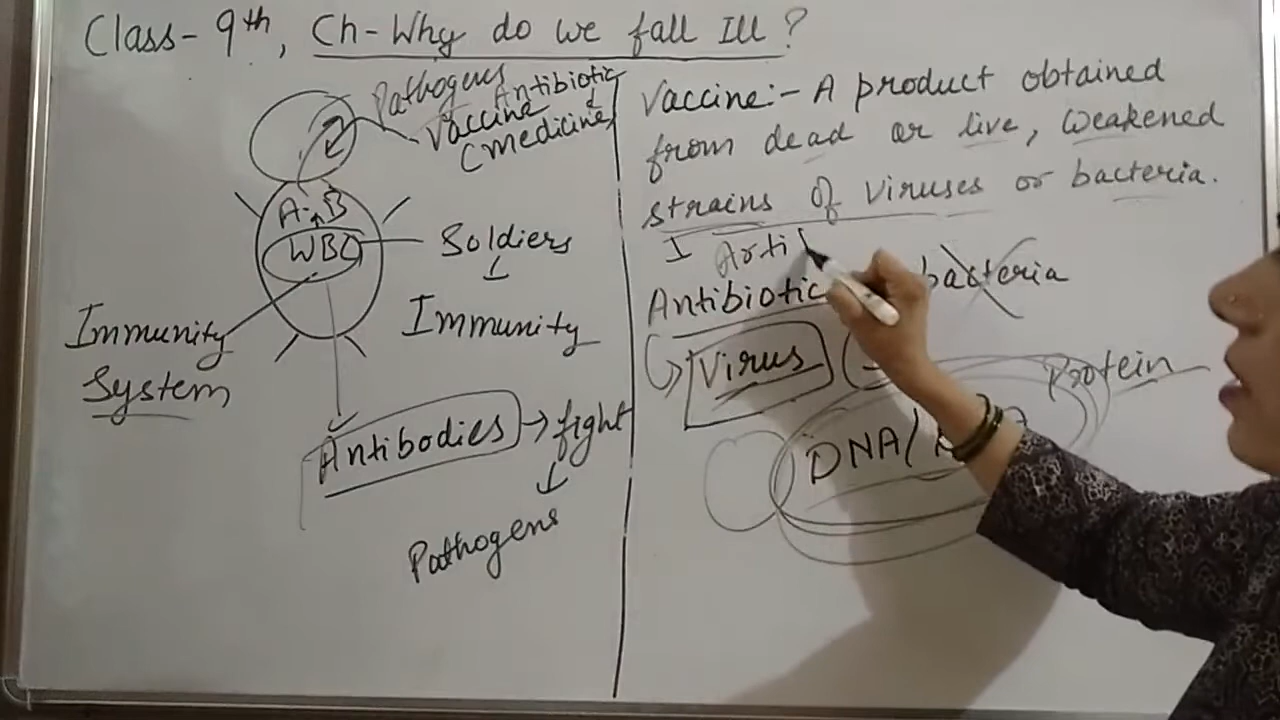 Class- 9th, Ch- Why do we fall Ill ?
Pathogens
Antibiotic
Vaccine
(medicine)
A-B
WBC
Soldiers
Immunity
Immunity
System
Antibodies → fight
Pathogens
Vaccine:- A product obtained
from dead or live, weakened
strains of viruses or bacteria.
I Anti
Antibiotic bacteria
Virus
Protein
DNA/